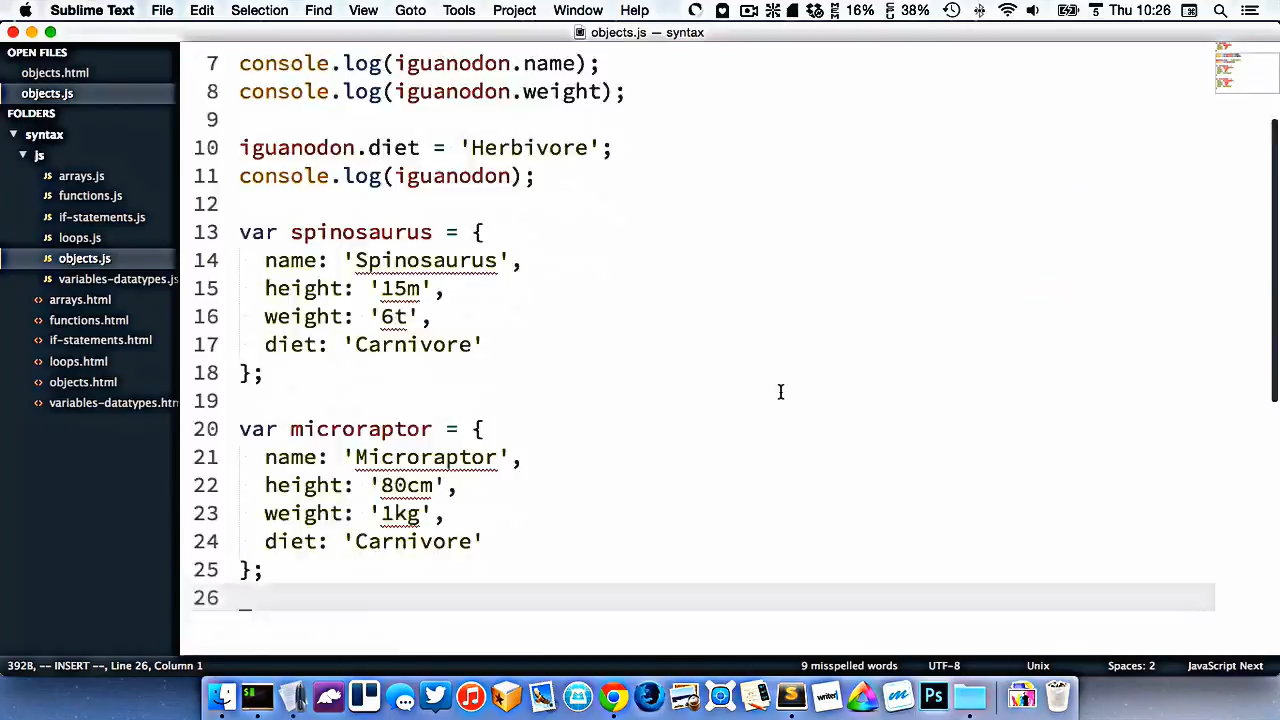 Sublime Text File Edit Selection Find View Goto Tools Project Window Help 16% 38% 5 Thu 10:26
objects.js — syntax
OPEN FILES
objects.html
objects.js
FOLDERS
syntax
js
arrays.js
functions.js
if-statements.js
loops.js
objects.js
variables-datatypes.js
arrays.html
functions.html
if-statements.html
loops.html
objects.html
variables-datatypes.htm
7 console.log(iguanodon.name);
8 console.log(iguanodon.weight);
9
10 iguanodon.diet = 'Herbivore';
11 console.log(iguanodon);
12
13 var spinosaurus = {
14 name: 'Spinosaurus',
15 height: '15m',
16 weight: '6t',
17 diet: 'Carnivore'
18 };
19
20 var microraptor = {
21 name: 'Microraptor',
22 height: '80cm',
23 weight: '1kg',
24 diet: 'Carnivore'
25 };
26
392B, -- INSERT --, Line 26, Column 1 9 misspelled words UTF-8 Unix Spaces: 2 JavaScript Next